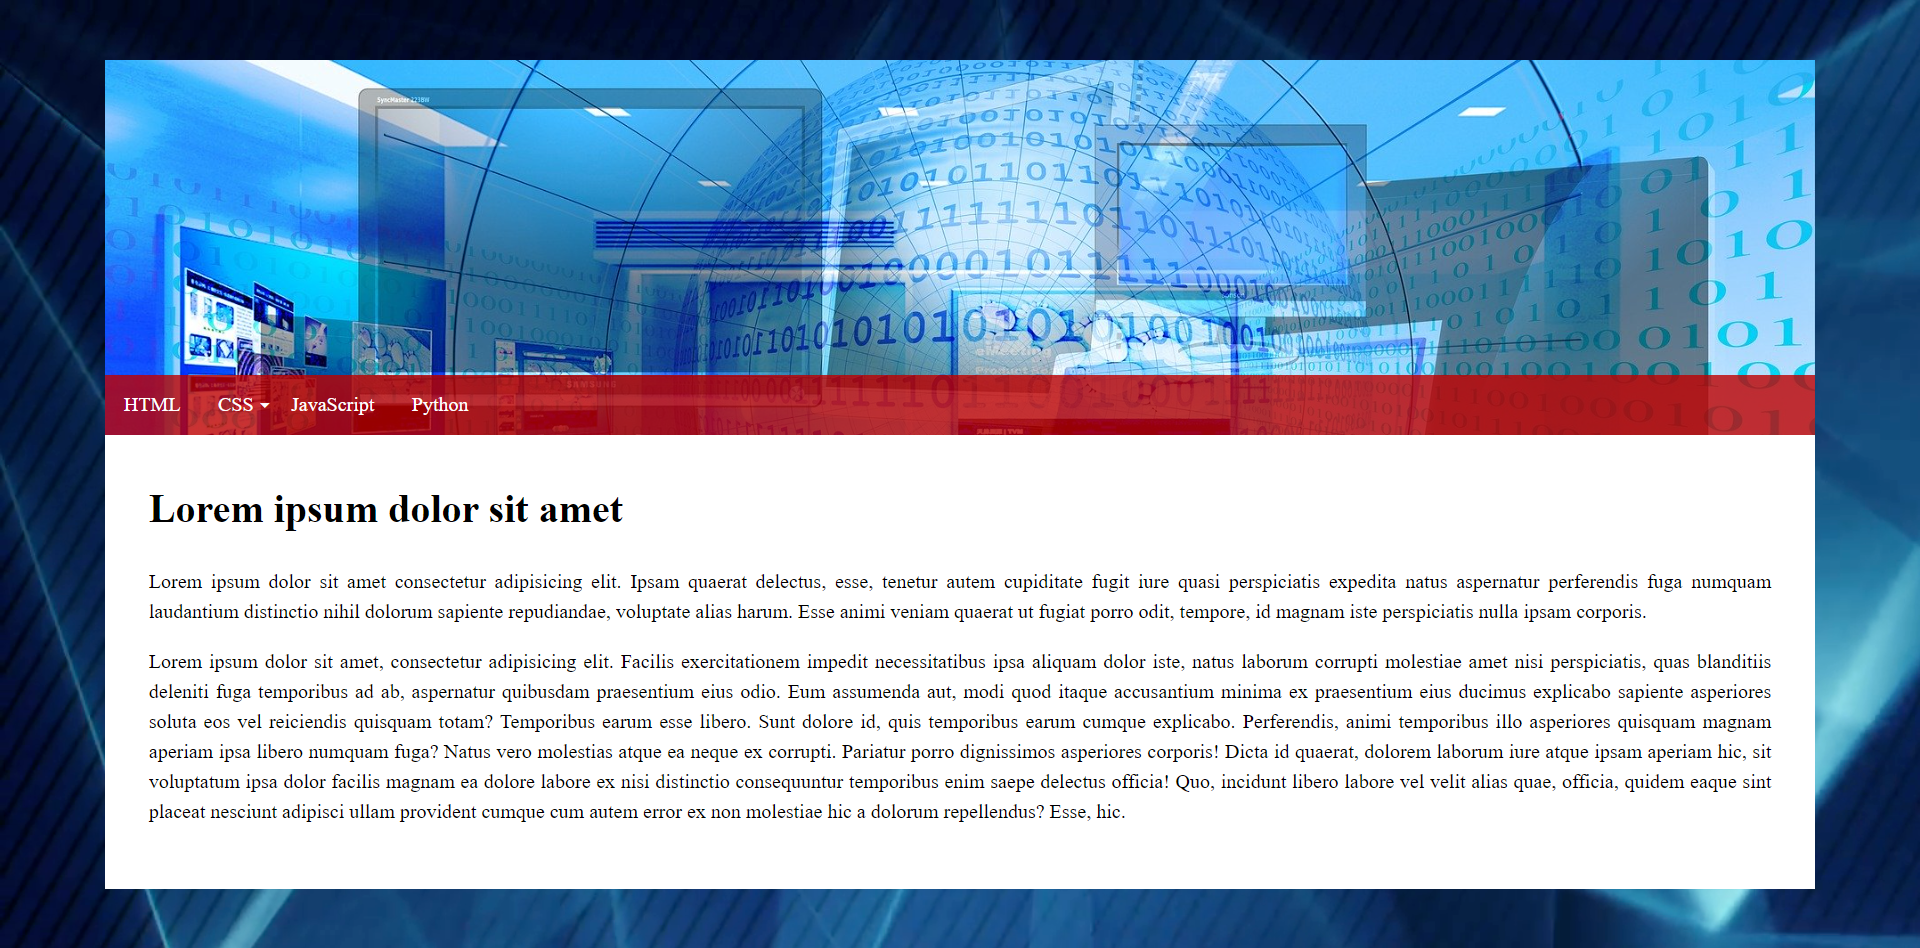 SyncMaster 223BW
HTML CSS JavaScript Python
Lorem ipsum dolor sit amet
Lorem ipsum dolor sit amet consectetur adipisicing elit. Ipsam quaerat delectus, esse, tenetur autem cupiditate fugit iure quasi perspiciatis expedita natus aspernatur perferendis fuga numquam
laudantium distinctio nihil dolorum sapiente repudiandae, voluptate alias harum. Esse animi veniam quaerat ut fugiat porro odit, tempore, id magnam iste perspiciatis nulla ipsam corporis.
Lorem ipsum dolor sit amet, consectetur adipisicing elit. Facilis exercitationem impedit necessitatibus ipsa aliquam dolor iste, natus laborum corrupti molestiae amet nisi perspiciatis, quas blanditiis
deleniti fuga temporibus ad ab, aspernatur quibusdam praesentium eius odio. Eum assumenda aut, modi quod itaque accusantium minima ex praesentium eius ducimus explicabo sapiente asperiores
soluta eos vel reiciendis quisquam totam? Temporibus earum esse libero. Sunt dolore id, quis temporibus earum cumque explicabo. Perferendis, animi temporibus illo asperiores quisquam magnam
aperiam ipsa libero numquam fuga? Natus vero molestias atque ea neque ex corrupti. Pariatur porro dignissimos asperiores corporis! Dicta id quaerat, dolorem laborum iure atque ipsam aperiam hic, sit
voluptatum ipsa dolor facilis magnam ea dolore labore ex nisi distinctio consequuntur temporibus enim saepe delectus officia! Quo, incidunt libero labore vel velit alias quae, officia, quidem eaque sint
placeat nesciunt adipisci ullam provident cumque cum autem error ex non molestiae hic a dolorum repellendus? Esse, hic.